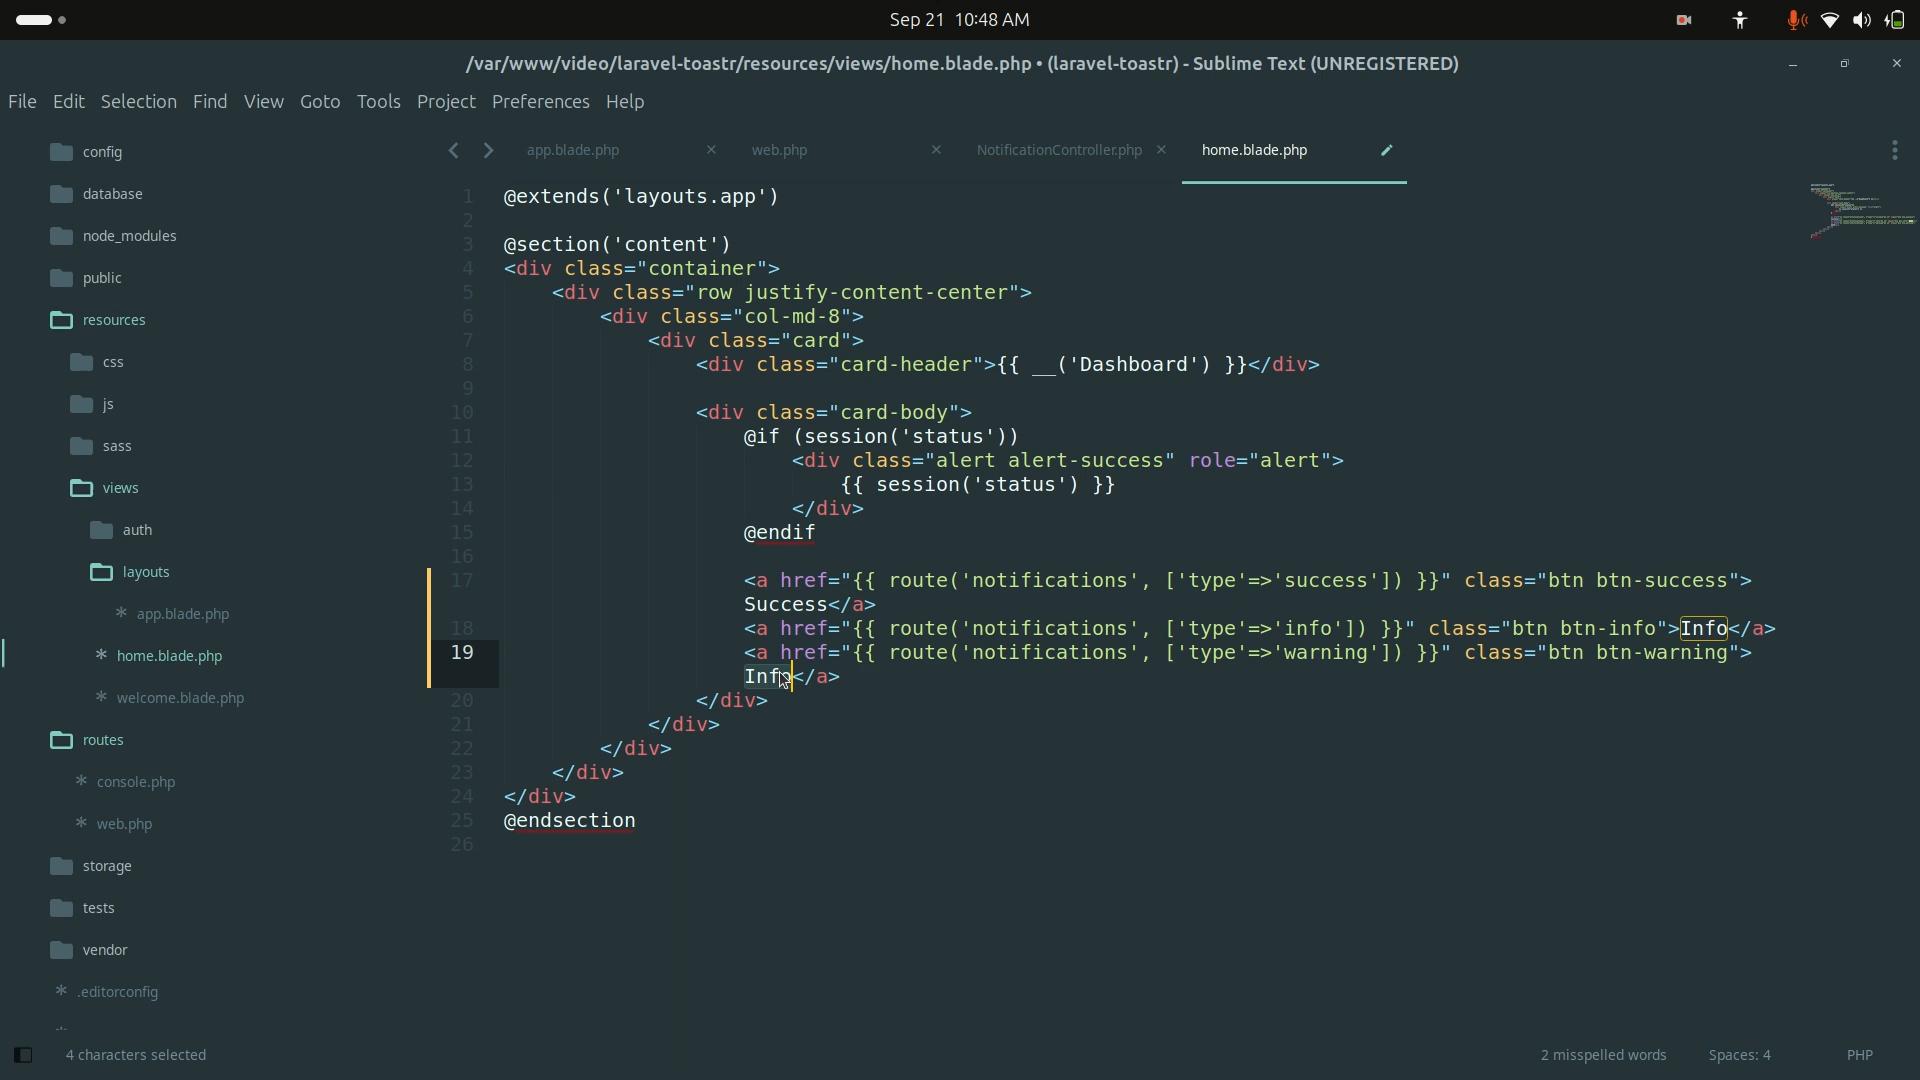 Sep 21 10:48 AM
/var/www/video/laravel-toastr/resources/views/home.blade.php • (laravel-toastr) - Sublime Text (UNREGISTERED)
File Edit Selection Find View Goto Tools Project Preferences Help
config
database
node_modules
public
resources
css
js
sass
views
auth
layouts
app.blade.php
home.blade.php
welcome.blade.php
routes
console.php
web.php
storage
tests
vendor
.editorconfig
app.blade.php web.php NotificationController.php home.blade.php
1 @extends('layouts.app')
2
3 @section('content')
4 <div class="container">
5 <div class="row justify-content-center">
6 <div class="col-md-8">
7 <div class="card">
8 <div class="card-header">{{ __('Dashboard') }}</div>
9
10 <div class="card-body">
11 @if (session('status'))
12 <div class="alert alert-success" role="alert">
13 {{ session('status') }}
14 </div>
15 @endif
16
17 <a href="{{ route('notifications', ['type'=>'success']) }}" class="btn btn-success">
Success</a>
18 <a href="{{ route('notifications', ['type'=>'info']) }}" class="btn btn-info">Info</a>
19 <a href="{{ route('notifications', ['type'=>'warning']) }}" class="btn btn-warning">
Info</a>
20 </div>
21 </div>
22 </div>
23 </div>
24 </div>
25 @endsection
26
4 characters selected
2 misspelled words Spaces: 4 PHP